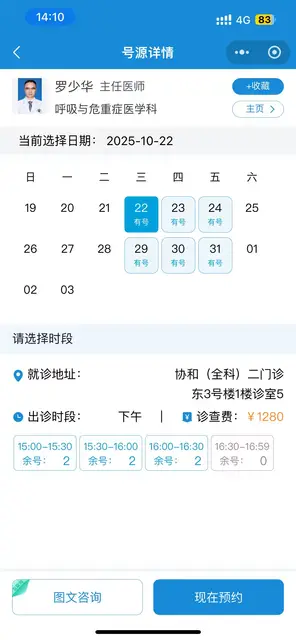 14:10
4G 83
号源详情
罗少华 主任医师
+收藏
呼吸与危重症医学科
主页
当前选择日期： 2025-10-22
日 一 二 三 四 五 六
19 20 21 22 23 24 25
有号 有号 有号
26 27 28 29 30 31 01
有号 有号 有号
02 03
请选择时段
就诊地址： 协和（全科）二门诊
东3号楼1楼诊室5
出诊时段： 下午 | 诊查费：￥1280
15:00-15:30 15:30-16:00 16:00-16:30 16:30-16:59
余号： 2 余号： 2 余号： 2 余号： 0
图文咨询 现在预约